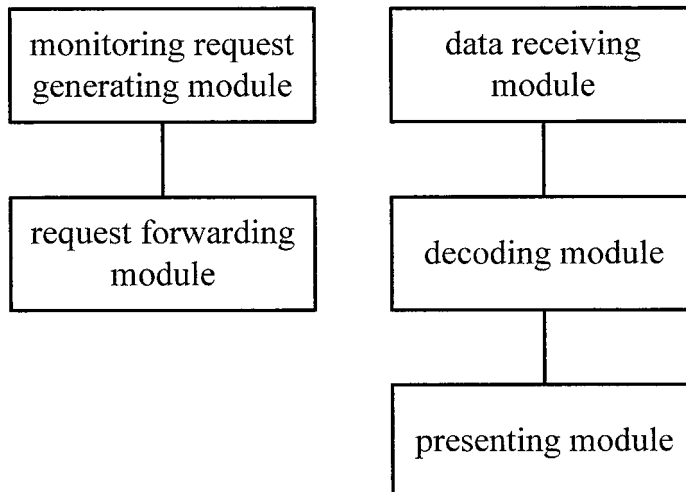 monitoring request
generating module
request forwarding
module
data receiving
module
decoding module
presenting module